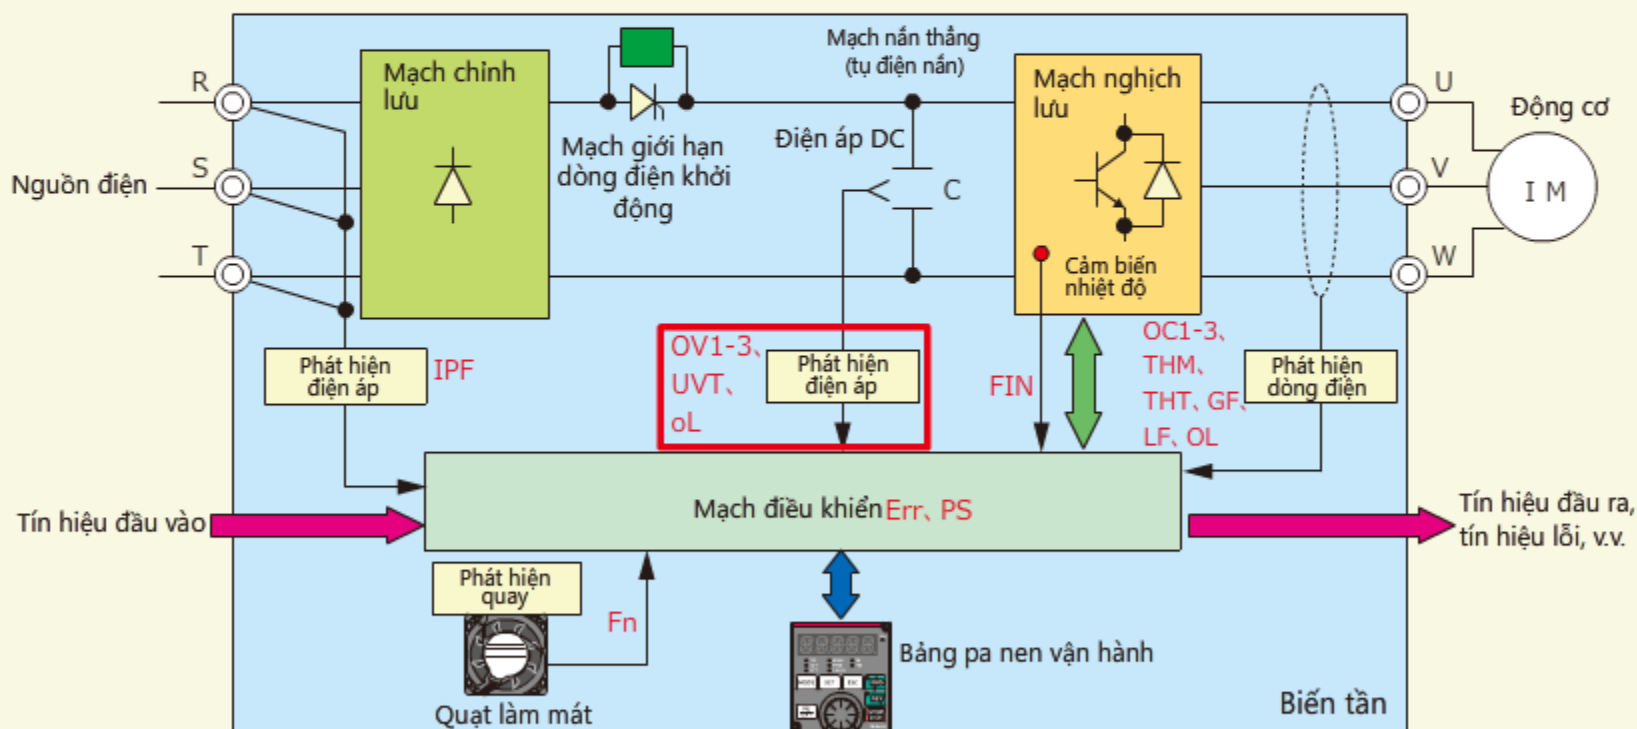 Mạch nắn thẳng
(tụ điện nắn)
R
Mạch chỉnh
lưu
Mạch nghịch
lưu
U
Động cơ
Mạch giới hạn
dòng điện khởi
động
Điện áp DC
C
Nguồn điện
S
V
I M
T
W
Cảm biến
nhiệt độ
Phát hiện
điện áp
IPF
OV1-3、
UVT、
oL
Phát hiện
điện áp
FIN
OC1-3、
THM、
THT、GF、
LF、OL
Phát hiện
dòng điện
Tín hiệu đầu vào
Mạch điều khiển Err、PS
Tín hiệu đầu ra,
tín hiệu lỗi, v.v.
Phát hiện
quay
Fn
Quạt làm mát
Bảng pa nen vận hành
Biến tần